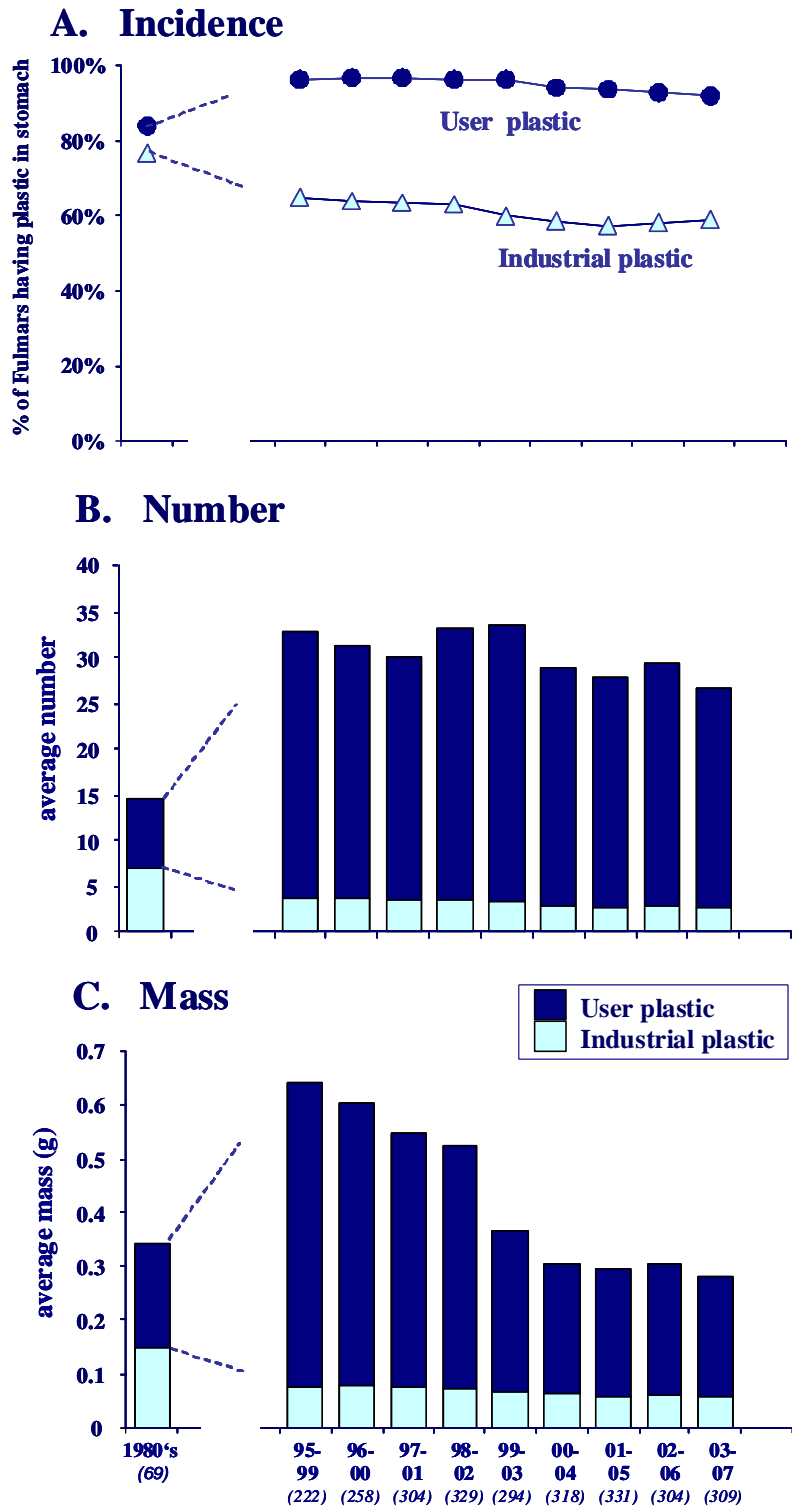 A. Incidence
% of Fulmars having plastic in stomach
100%
80%
60%
40%
20%
0%
User plastic
Industrial plastic
B. Number
average number
40
35
30
25
20
15
10
5
0
C. Mass
User plastic
Industrial plastic
average mass (g)
0.7
0.6
0.5
0.4
0.3
0.2
0.1
0
1980‘s 95- 96- 97- 98- 99- 00- 01- 02- 03-
99 00 01 02 03 04 05 06 07
(69) (222) (258) (304) (329) (294) (318) (331) (304) (309)